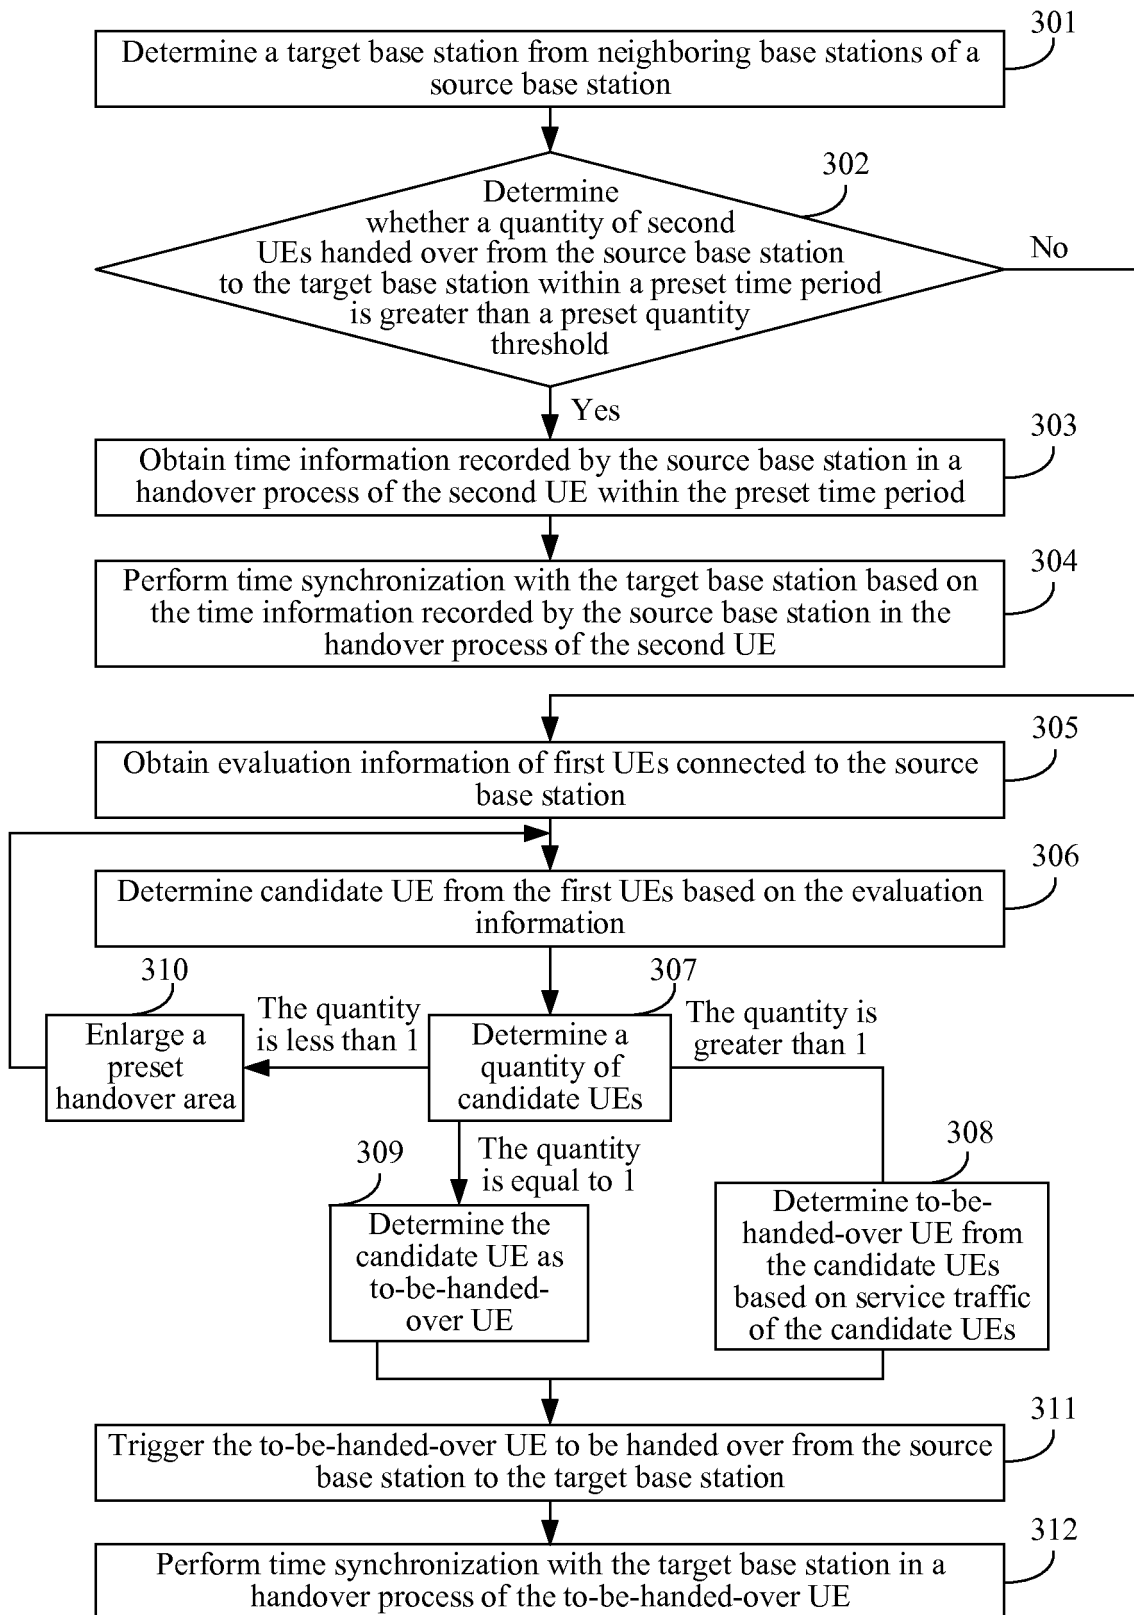 301
Determine a target base station from neighboring base stations of a
source base station
302
Determine
whether a quantity of second
UEs handed over from the source base station
to the target base station within a preset time period
is greater than a preset quantity
threshold
No
Yes
303
Obtain time information recorded by the source base station in a
handover process of the second UE within the preset time period
304
Perform time synchronization with the target base station based on
the time information recorded by the source base station in the
handover process of the second UE
305
Obtain evaluation information of first UEs connected to the source
base station
306
Determine candidate UE from the first UEs based on the evaluation
information
310
Enlarge a
preset
handover area
The quantity
is less than 1
307
Determine a
quantity of
candidate UEs
The quantity is
greater than 1
309
The quantity
is equal to 1
308
Determine the
candidate UE as
to-be-handed-
over UE
Determine to-be-
handed-over UE from
the candidate UEs
based on service traffic
of the candidate UEs
311
Trigger the to-be-handed-over UE to be handed over from the source
base station to the target base station
312
Perform time synchronization with the target base station in a
handover process of the to-be-handed-over UE